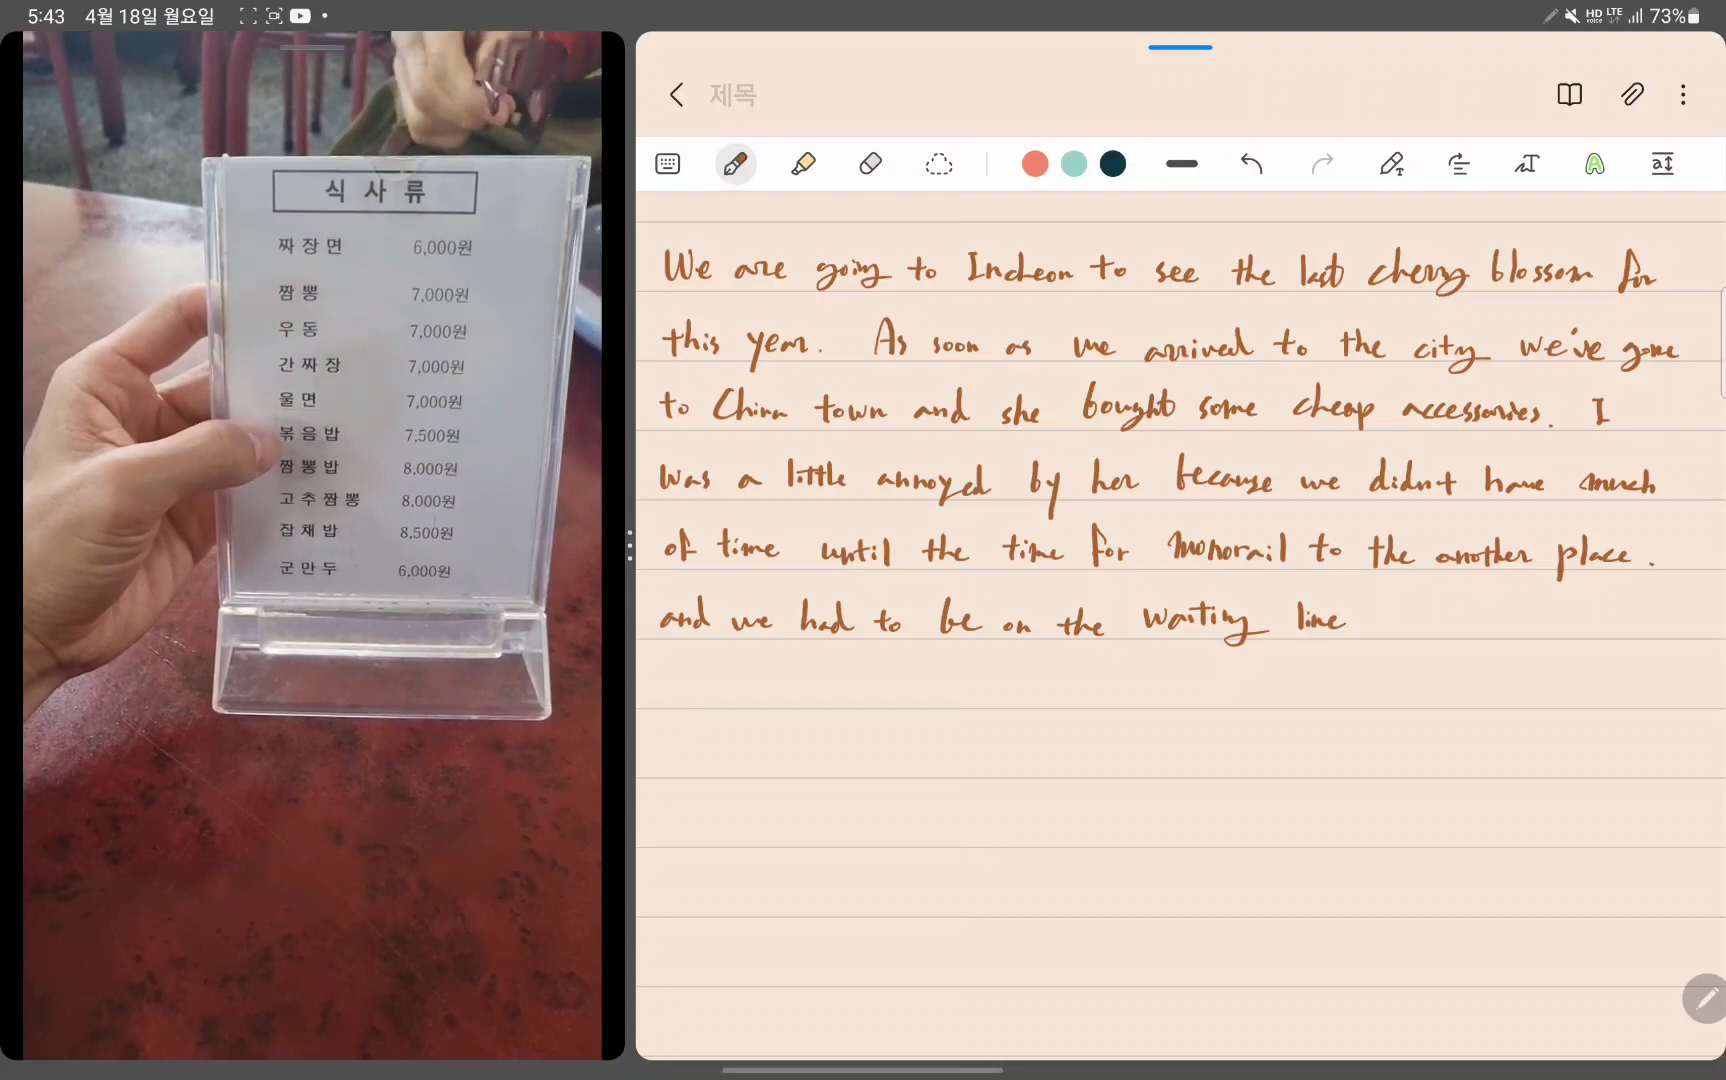 5:43 4월 18일 월요일
HD voice LTE 73%
식사류
짜장면 6,000원
짬뽕 7,000원
우동 7,000원
간짜장 7,000원
울면 7,000원
볶음밥 7,500원
짬뽕밥 8,000원
고추짬뽕 8,000원
잡채밥 8,500원
군만두 6,000원
제목
We are going to Incheon to see the last cherry blossom for
this year. As soon as we arrived to the city we've gone
to China town and she bought some cheap accessories. I
was a little annoyed by her because we didn't have much
of time until the time for monorail to the another place.
and we had to be on the waiting line